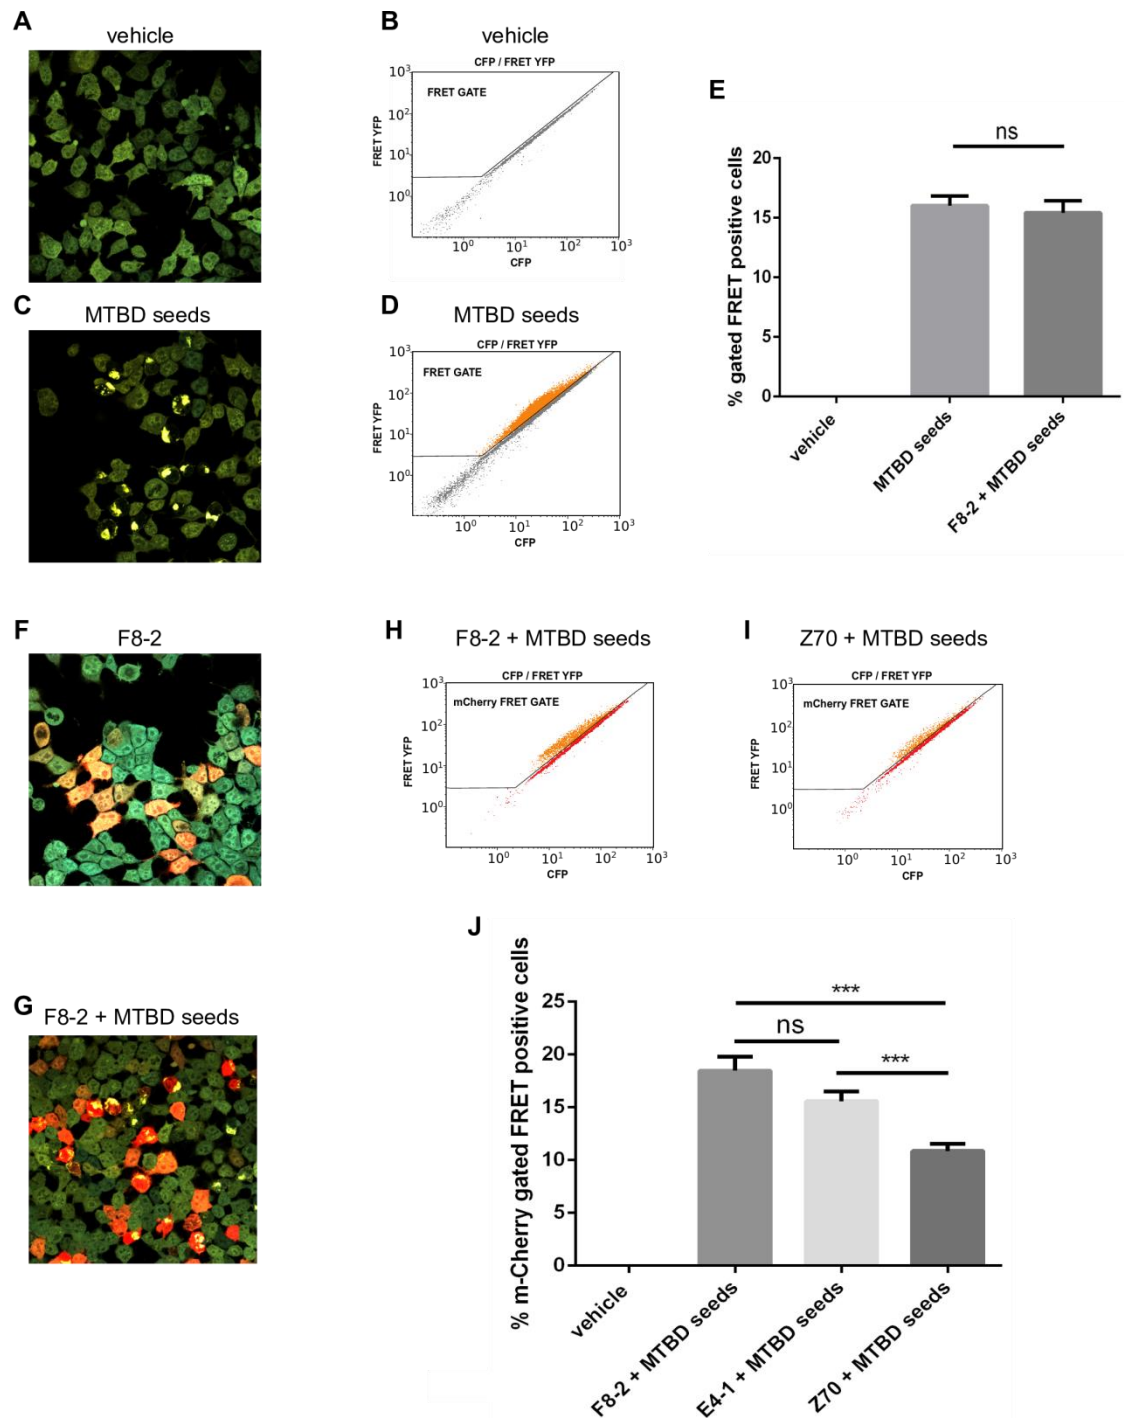 A
vehicle
B
vehicle
CFP / FRET YFP
FRET GATE
10³
10²
10¹
10⁰
FRET YFP
10⁰
10¹
10²
10³
CFP
C
MTBD seeds
D
MTBD seeds
CFP / FRET YFP
FRET GATE
10³
10²
10¹
10⁰
FRET YFP
10⁰
10¹
10²
10³
CFP
E
ns
20
15
10
5
0
% gated FRET positive cells
vehicle
MTBD seeds
F8-2 + MTBD seeds
F
F8-2
H
F8-2 + MTBD seeds
CFP / FRET YFP
mCherry FRET GATE
10³
10²
10¹
10⁰
FRET YFP
10⁰
10¹
10²
10³
CFP
I
Z70 + MTBD seeds
CFP / FRET YFP
mCherry FRET GATE
10³
10²
10¹
10⁰
FRET YFP
10⁰
10¹
10²
10³
CFP
G
F8-2 + MTBD seeds
J
***
ns
***
25
20
15
10
5
0
% m-Cherry gated FRET positive cells
vehicle
F8-2 + MTBD seeds
E4-1 + MTBD seeds
Z70 + MTBD seeds